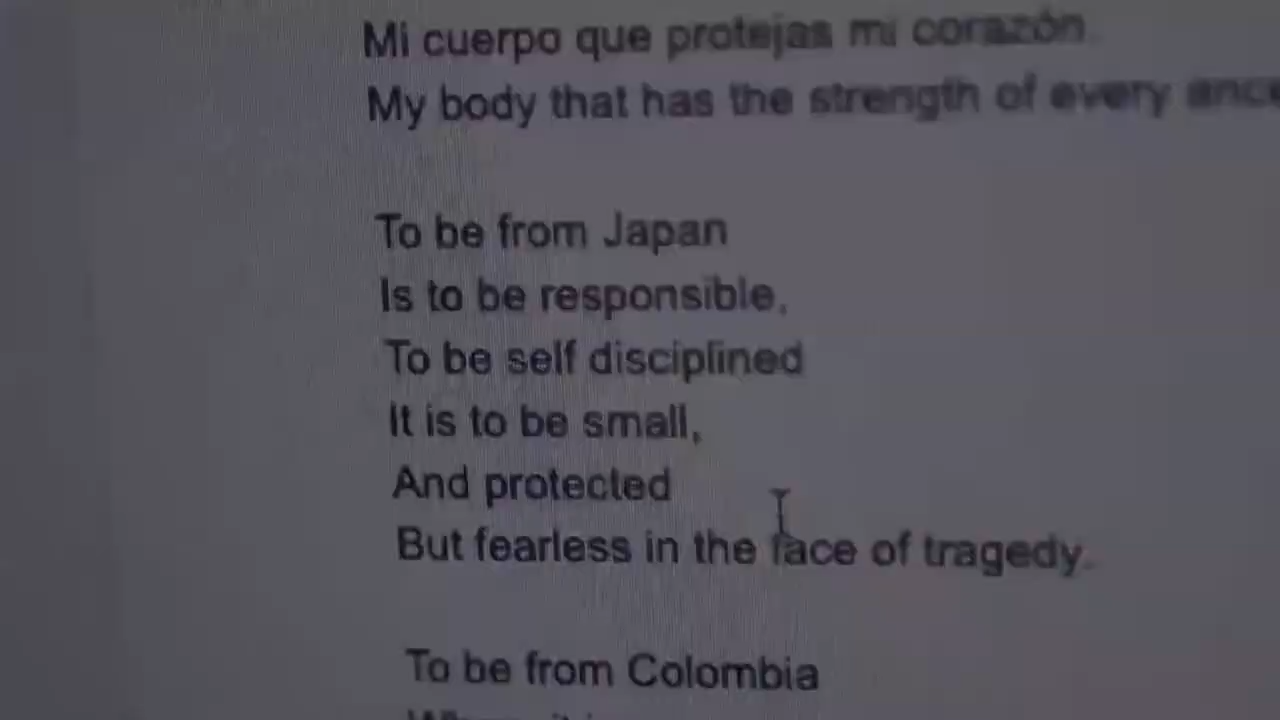 Mi cuerpo que protejas mi corazón.
My body that has the strength of every
To be from Japan
Is to be responsible,
To be self disciplined
It is to be small,
And protected
But fearless in the face of tragedy.
To be from Colombia